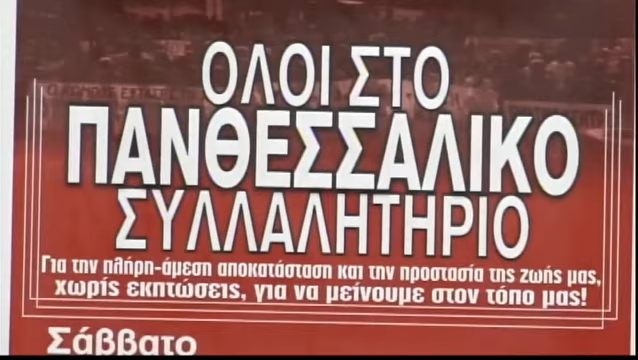 ΟΛΟΙ ΣΤΟ
ΠΑΝΘΕΣΣΑΛΙΚΟ
ΣΥΛΛΑΛΗΤΗΡΙΟ
Για την πλήρη-άμεση αποκατάσταση και την προστασία της ζωής μας,
χωρίς εκπτώσεις, για να μείνουμε στον τόπο μας!
Σάββατο